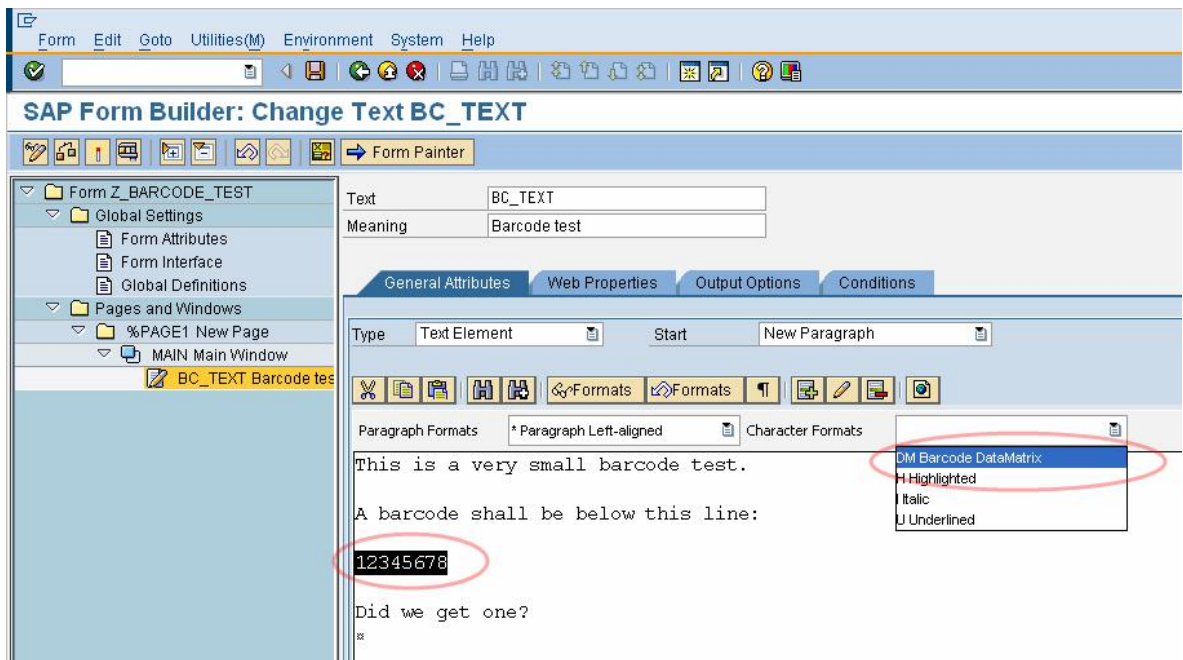 Form Edit Goto Utilities(M) Environment System Help
SAP Form Builder: Change Text BC_TEXT
Form Painter
Form Z_BARCODE_TEST
Global Settings
Form Attributes
Form Interface
Global Definitions
Pages and Windows
%PAGE1 New Page
MAIN Main Window
BC_TEXT Barcode tes
Text BC_TEXT
Meaning Barcode test
General Attributes Web Properties Output Options Conditions
Type Text Element Start New Paragraph
Formats Formats
Paragraph Formats * Paragraph Left-aligned Character Formats
DM Barcode DataMatrix
H Highlighted
I Italic
U Underlined
This is a very small barcode test.
A barcode shall be below this line:
12345678
Did we get one?